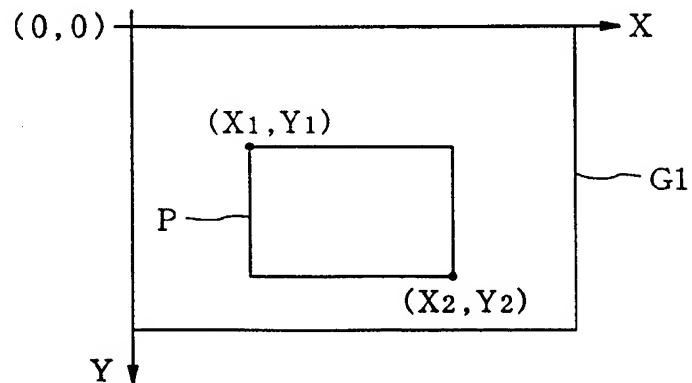 (0,0)
X
(X1,Y1)
G1
P
(X2,Y2)
Y